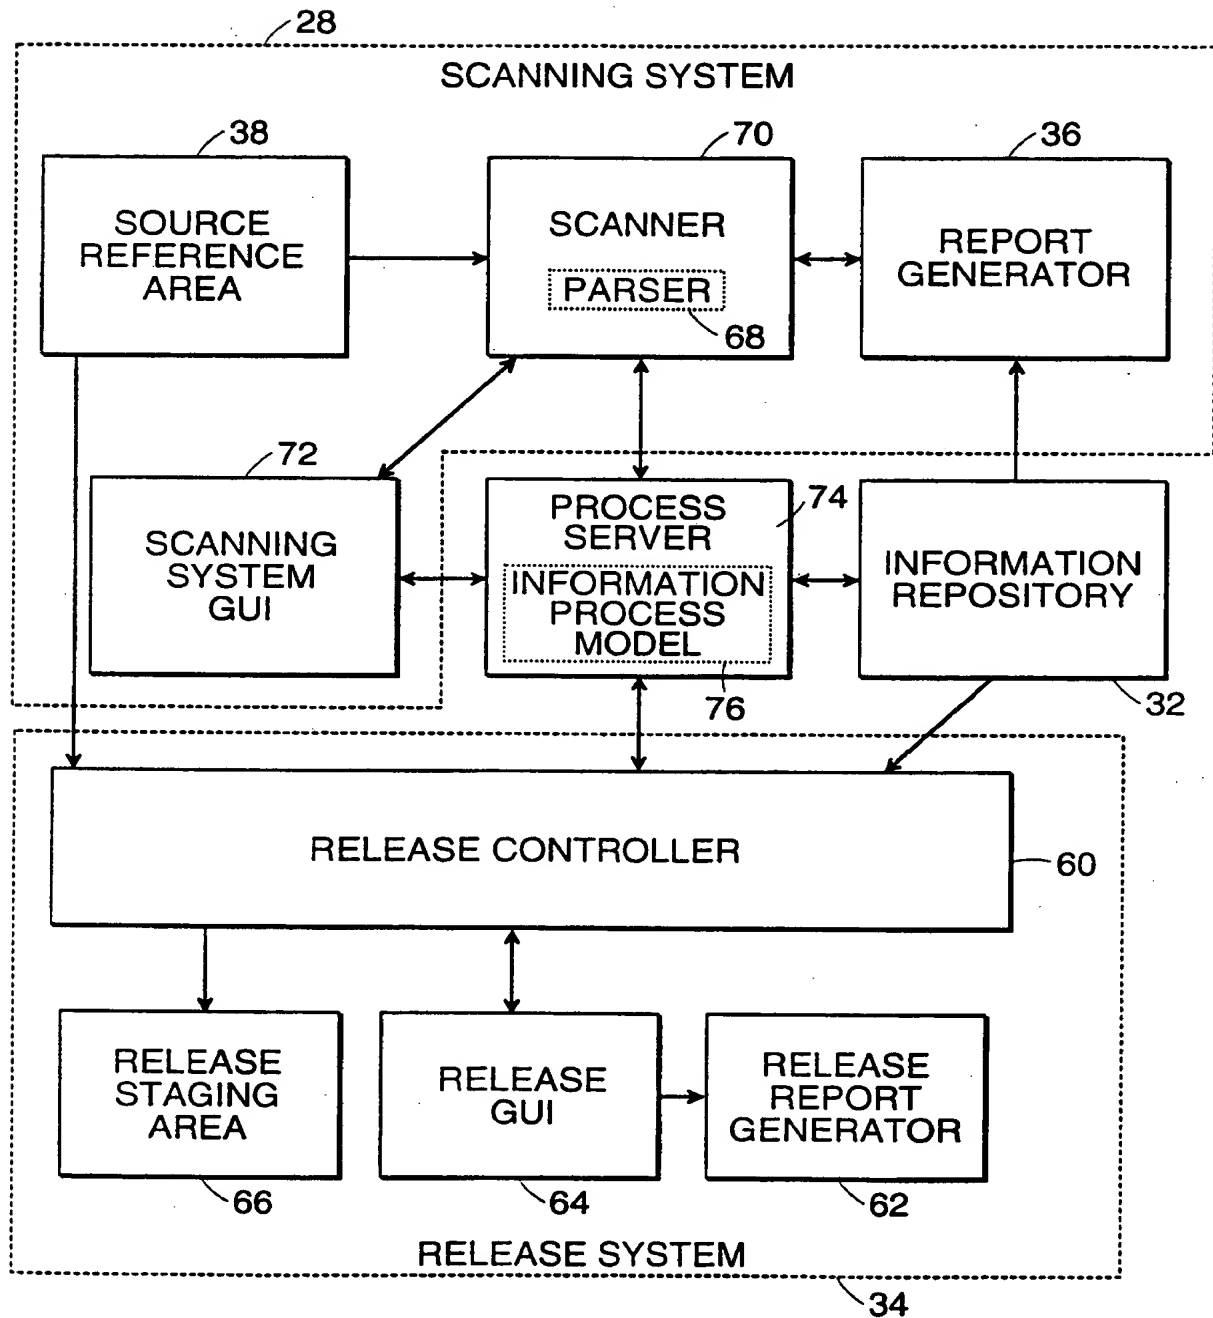 28
SCANNING SYSTEM
38
70
36
SOURCE
REFERENCE
AREA
SCANNER
PARSER
68
REPORT
GENERATOR
72
SCANNING
SYSTEM
GUI
PROCESS
SERVER
74
INFORMATION
PROCESS
MODEL
76
INFORMATION
REPOSITORY
32
RELEASE CONTROLLER
60
RELEASE
STAGING
AREA
66
RELEASE
GUI
64
RELEASE
REPORT
GENERATOR
62
RELEASE SYSTEM
34